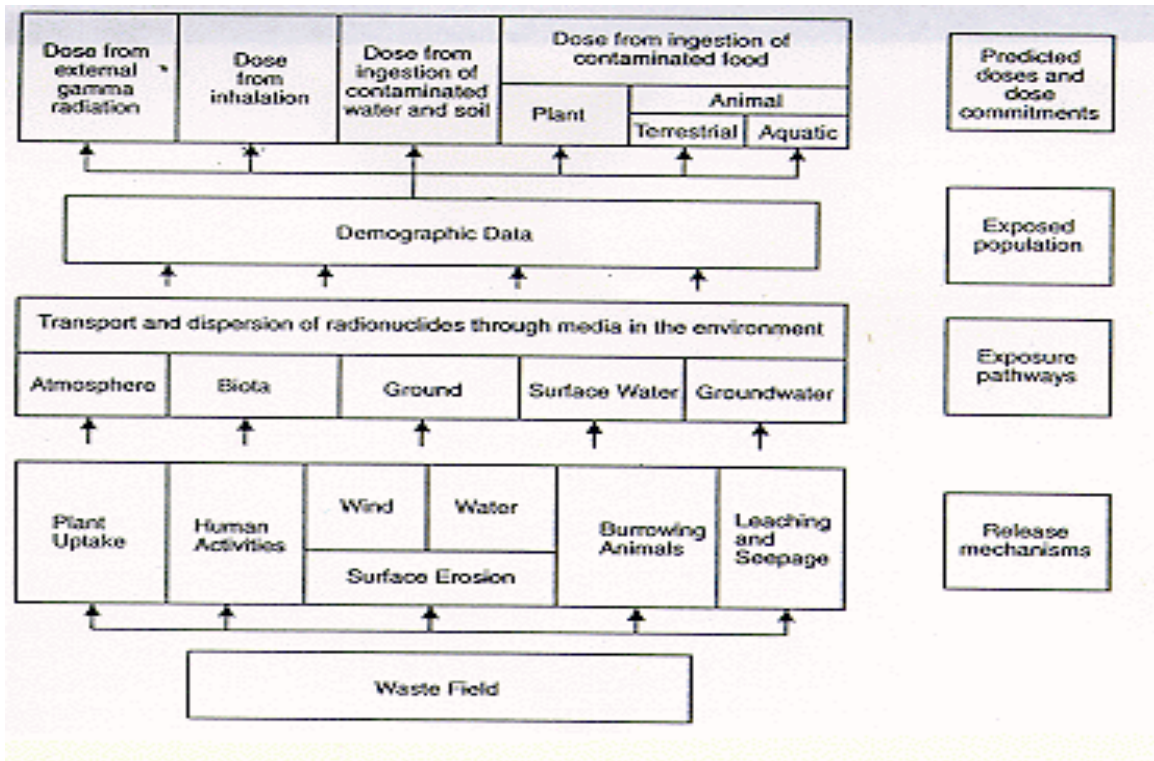 Dose from
external
gamma
radiation
Dose
from
inhalation
Dose from
ingestion of
contaminated
water and soil
Dose from ingestion of
contaminated food
Plant
Animal
Terrestrial
Aquatic
Predicted
doses and
dose
commitments
Demographic Data
Exposed
population
Transport and dispersion of radionuclides through media in the environment
Atmosphere
Biota
Ground
Surface Water
Groundwater
Exposure
pathways
Plant
Uptake
Human
Activities
Wind
Water
Surface Erosion
Burrowing
Animals
Leaching
and
Seepage
Release
mechanisms
Waste Field